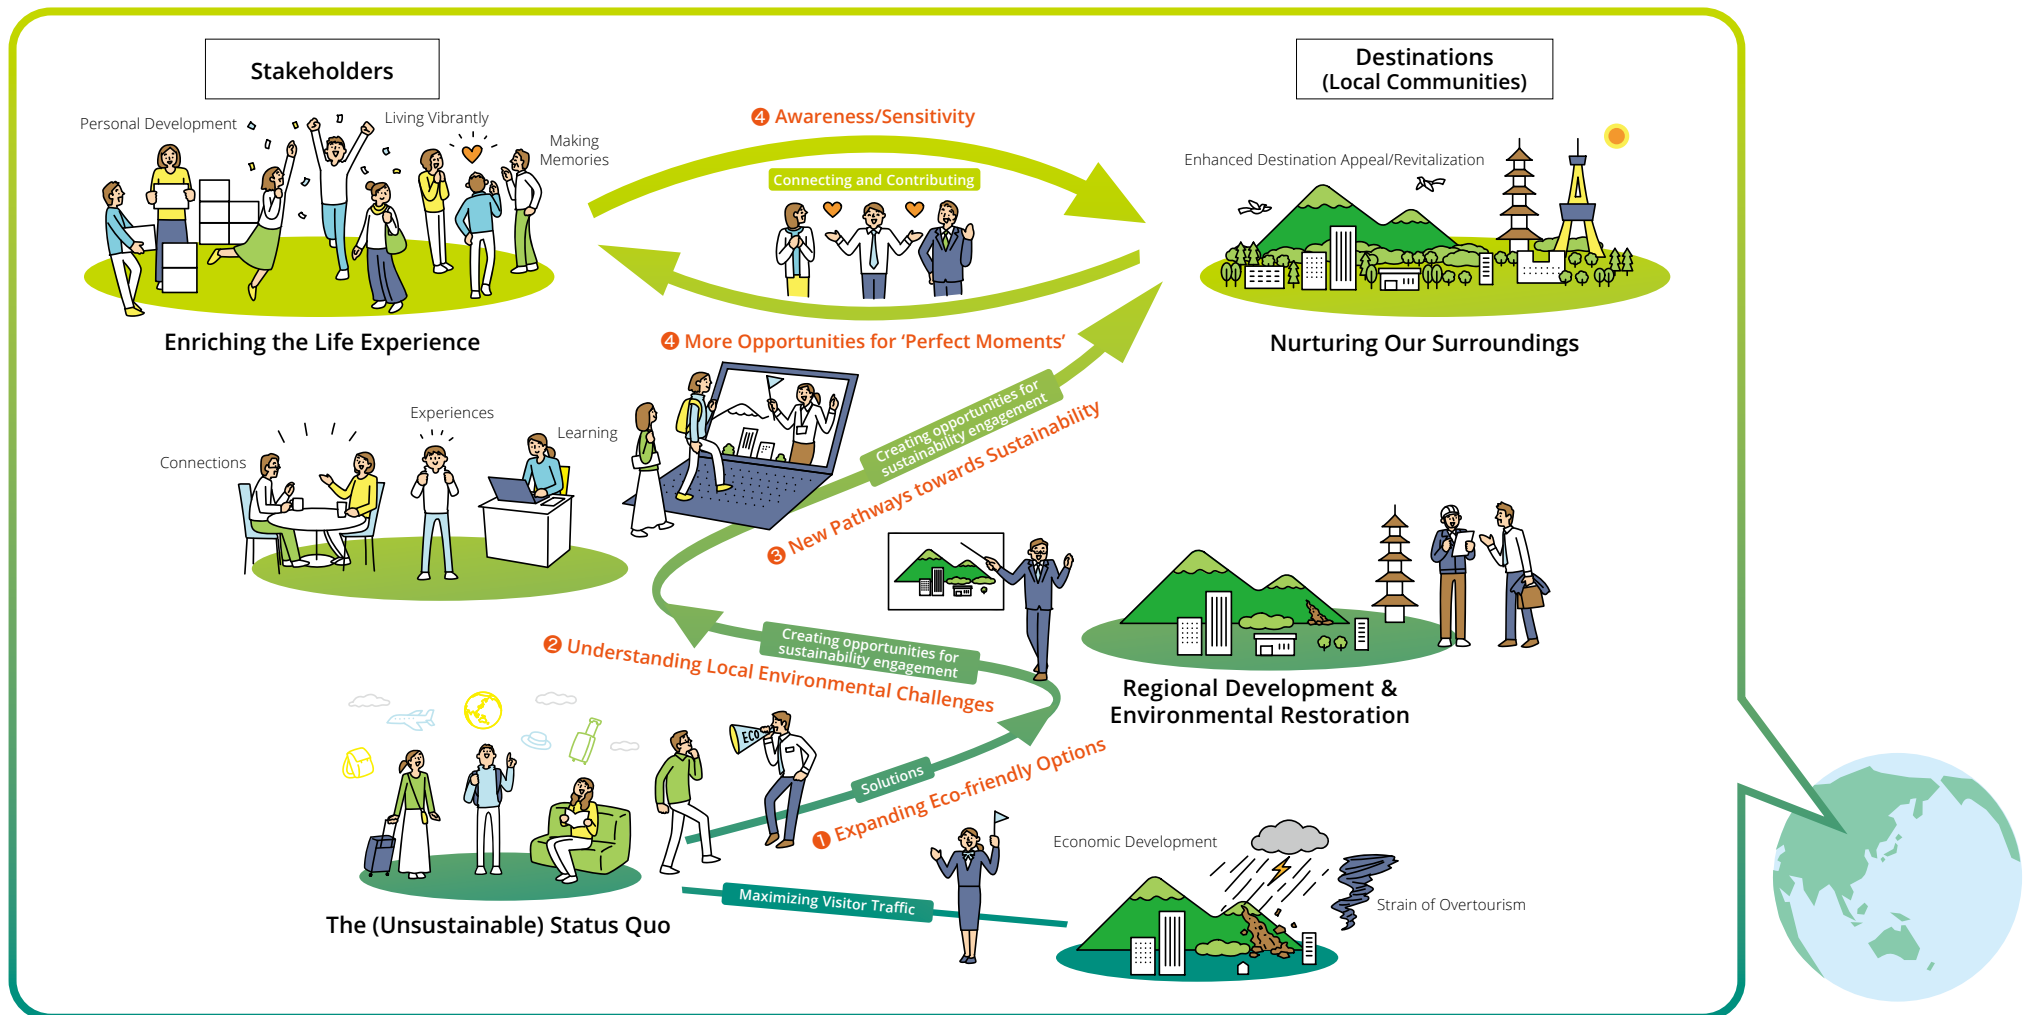 Stakeholders
Destinations
(Local Communities)
Personal Development
Living Vibrantly
Making
Memories
❹ Awareness/Sensitivity
Connecting and Contributing
Enhanced Destination Appeal/Revitalization
Enriching the Life Experience
❹ More Opportunities for ‘Perfect Moments’
Nurturing Our Surroundings
Connections
Experiences
Learning
Creating opportunities for
sustainability engagement
❸ New Pathways towards Sustainability
Creating opportunities for
sustainability engagement
❷ Understanding Local Environmental Challenges
Regional Development &
Environmental Restoration
ECO
Solutions
❶ Expanding Eco-friendly Options
The (Unsustainable) Status Quo
Maximizing Visitor Traffic
Economic Development
Strain of Overtourism